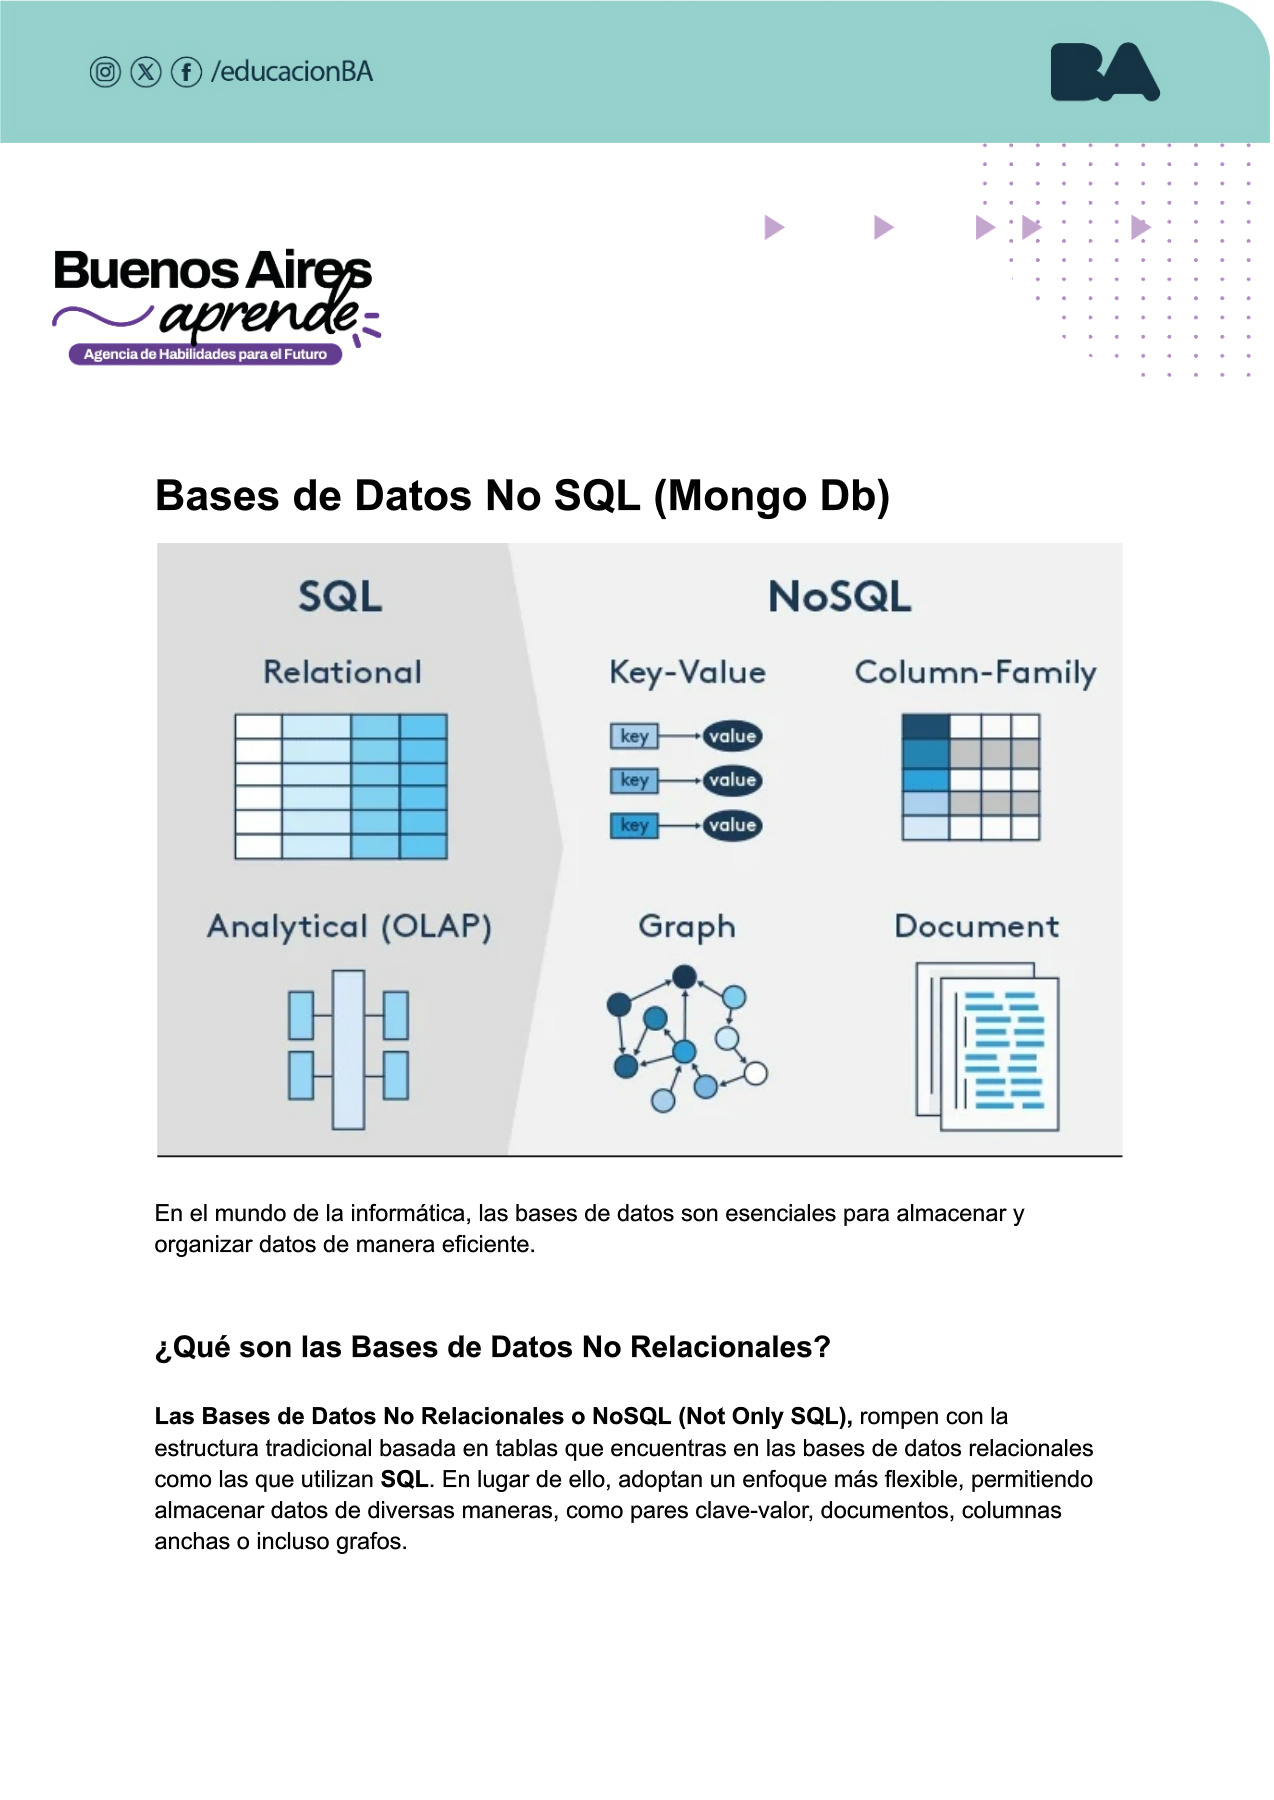 /educacionBA
BA
Buenos Aires
aprende
Agencia de Habilidades para el Futuro
Bases de Datos No SQL (Mongo Db)
SQL
NoSQL
Relational
Key-Value
Column-Family
key value
key value
key value
Analytical (OLAP)
Graph
Document
En el mundo de la informática, las bases de datos son esenciales para almacenar y
organizar datos de manera eficiente.
¿Qué son las Bases de Datos No Relacionales?
Las Bases de Datos No Relacionales o NoSQL (Not Only SQL), rompen con la
estructura tradicional basada en tablas que encuentras en las bases de datos relacionales
como las que utilizan SQL. En lugar de ello, adoptan un enfoque más flexible, permitiendo
almacenar datos de diversas maneras, como pares clave-valor, documentos, columnas
anchas o incluso grafos.